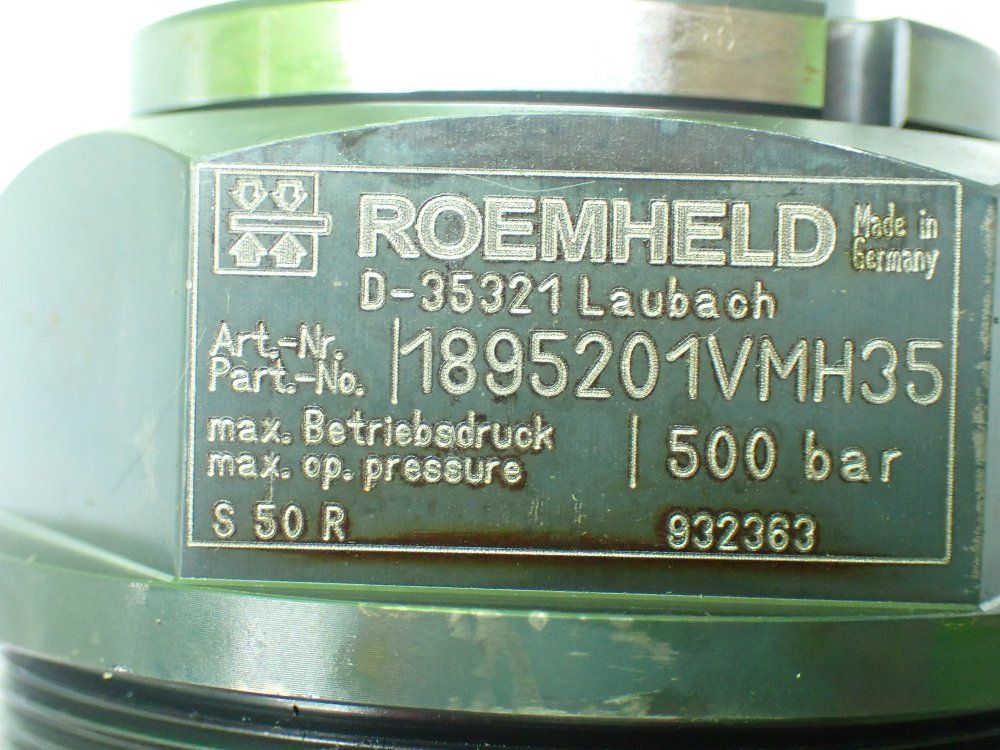 ROEMHELD
Made in
Germany
D-35321 Laubach
Art.-Nr.
Part.-No.
1895201VMH35
max. Betriebsdruck
max. op. pressure
500 bar
S 50 R
932363